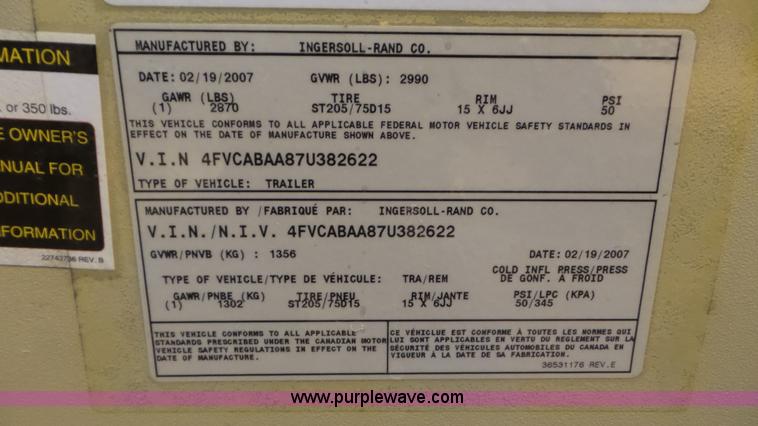 MATION
. or 350 lbs.
E OWNER'S
NUAL FOR
DDITIONAL
NFORMATION
22743736 REV. B
MANUFACTURED BY: INGERSOLL-RAND CO.
DATE: 02/19/2007 GVWR (LBS): 2990
GAWR (LBS) TIRE RIM PSI
(1) 2870 ST205/75D15 15 X 6JJ 50
THIS VEHICLE CONFORMS TO ALL APPLICABLE FEDERAL MOTOR VEHICLE SAFETY STANDARDS IN
EFFECT ON THE DATE OF MANUFACTURE SHOWN ABOVE.
V.I.N 4FVCABAA87U382622
TYPE OF VEHICLE: TRAILER
MANUFACTURED BY /FABRIQUÉ PAR: INGERSOLL-RAND CO.
V.I.N./N.I.V. 4FVCABAA87U382622
GVWR/PNVB (KG) : 1356 DATE: 02/19/2007
TYPE OF VEHICLE/TYPE DE VÉHICULE: TRA/REM COLD INFL PRESS/PRESS
DE GONF. A FROID
GAWR/PNBE (KG) TIRE/PNEU RIM/JANTE PSI/LPC (KPA)
(1) 1302 ST205/75D15 15 X 6JJ 50/345
THIS VEHICLE CONFORMS TO ALL APPLICABLE
STANDARDS PRESCRIBED UNDER THE CANADIAN MOTOR
VEHICLE SAFETY REGULATIONS IN EFFECT ON THE
DATE OF MANUFACTURE.
CE VÉHICLUE EST CONFORME À TOUTES LES NORMES QUI
LUI SONT APPLICABLES EN VERTU DU REGLEMENT SUR LA
SÉCURITÉ DES VÉHICULES AUTOMOBILES DU CANADA EN
VIGUEUR À LA DATE DE SA FABRICATION.
36531176 REV.E
www.purplewave.com